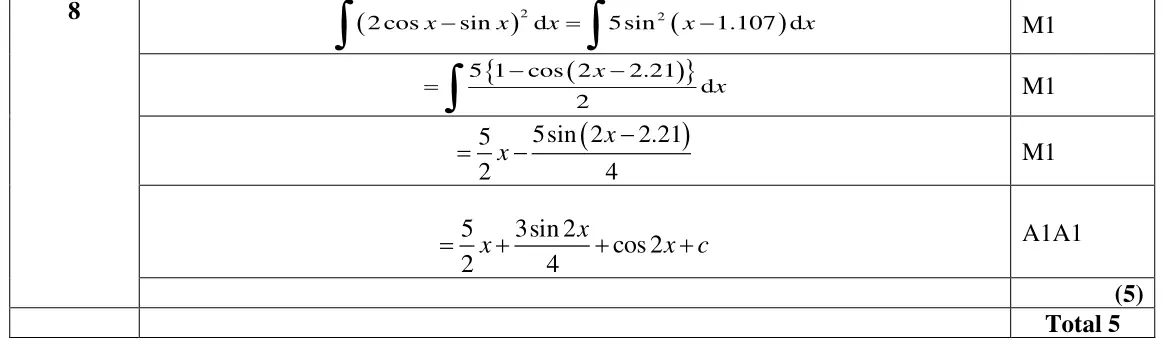 8 ∫(2cos x − sin x)² dx = ∫5sin²(x − 1.107)dx M1
= ∫ 5{1 − cos(2x − 2.21)}/2 dx M1
= 5/2 x − 5sin(2x − 2.21)/4 M1
= 5/2 x + 3sin 2x/4 + cos 2x + c A1A1
(5)
Total 5